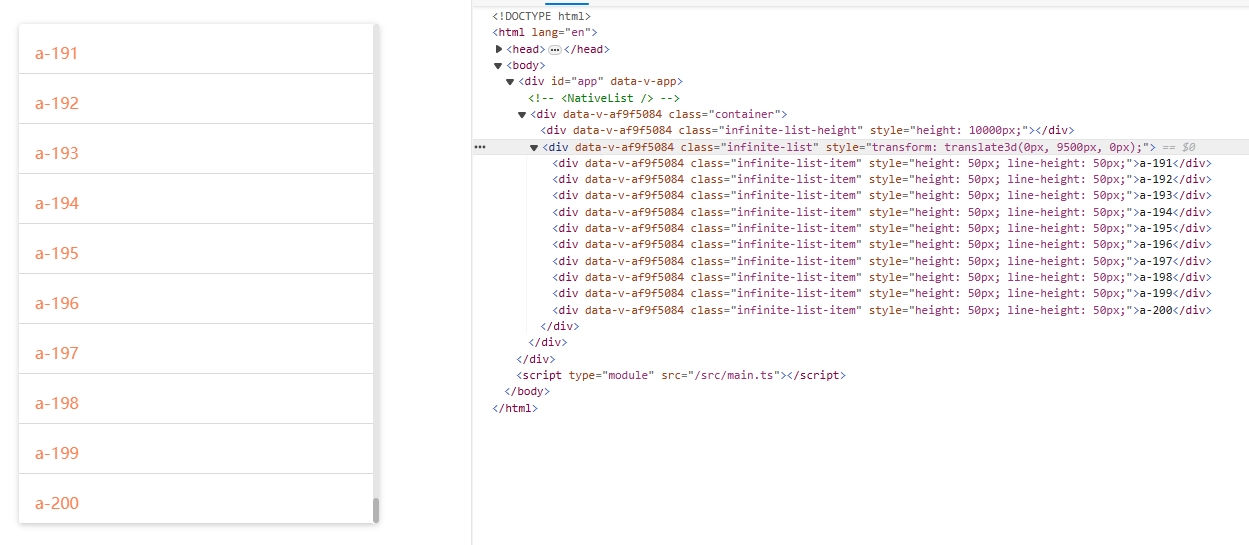 a-191
a-192
a-193
a-194
a-195
a-196
a-197
a-198
a-199
a-200
<!DOCTYPE html>
<html lang="en">
<head> ••• </head>
<body>
<div id="app" data-v-app>
<!-- <NativeList /> -->
<div data-v-af9f5084 class="container">
<div data-v-af9f5084 class="infinite-list-height" style="height: 10000px;"></div>
••• <div data-v-af9f5084 class="infinite-list" style="transform: translate3d(0px, 9500px, 0px);"> == $0
<div data-v-af9f5084 class="infinite-list-item" style="height: 50px; line-height: 50px;">a-191</div>
<div data-v-af9f5084 class="infinite-list-item" style="height: 50px; line-height: 50px;">a-192</div>
<div data-v-af9f5084 class="infinite-list-item" style="height: 50px; line-height: 50px;">a-193</div>
<div data-v-af9f5084 class="infinite-list-item" style="height: 50px; line-height: 50px;">a-194</div>
<div data-v-af9f5084 class="infinite-list-item" style="height: 50px; line-height: 50px;">a-195</div>
<div data-v-af9f5084 class="infinite-list-item" style="height: 50px; line-height: 50px;">a-196</div>
<div data-v-af9f5084 class="infinite-list-item" style="height: 50px; line-height: 50px;">a-197</div>
<div data-v-af9f5084 class="infinite-list-item" style="height: 50px; line-height: 50px;">a-198</div>
<div data-v-af9f5084 class="infinite-list-item" style="height: 50px; line-height: 50px;">a-199</div>
<div data-v-af9f5084 class="infinite-list-item" style="height: 50px; line-height: 50px;">a-200</div>
</div>
</div>
</div>
<script type="module" src="/src/main.ts"></script>
</body>
</html>